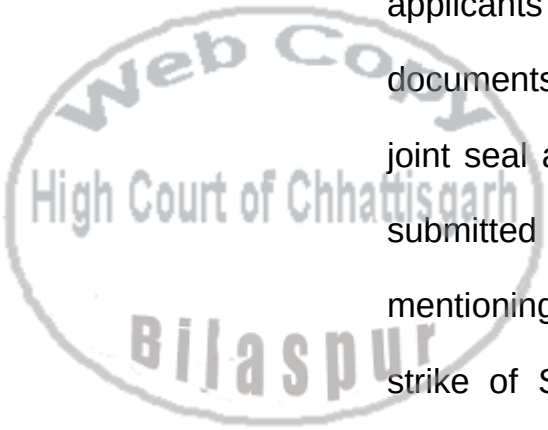 applicants
Web Copy
documents
joint seal a
High Court of Chhattisgarh
submitted
mentioning
Bilaspur
strike of S